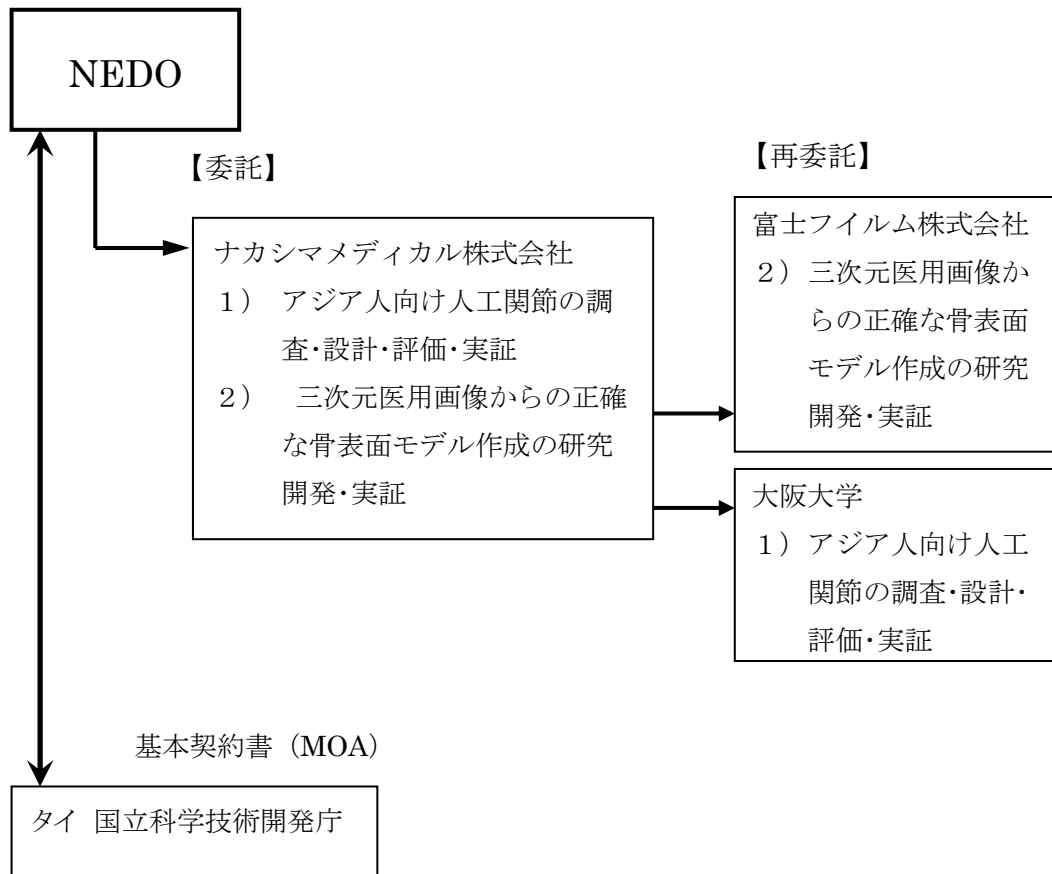 NEDO
【委託】
【再委託】
ナカシマメディカル株式会社
1） アジア人向け人工関節の調
査・設計・評価・実証
2） 三次元医用画像からの正確
な骨表面モデル作成の研究
開発・実証
富士フイルム株式会社
2）三次元医用画像か
らの正確な骨表面
モデル作成の研究
開発・実証
大阪大学
1）アジア人向け人工
関節の調査・設計・
評価・実証
基本契約書（MOA）
タイ 国立科学技術開発庁